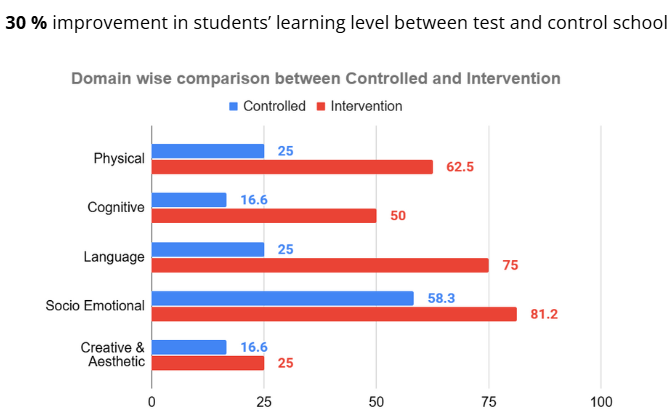 30 % improvement in students’ learning level between test and control school
Domain wise comparison between Controlled and Intervention
Controlled Intervention
Physical 25
62.5
Cognitive 16.6
50
Language 25
75
Socio Emotional 58.3
81.2
Creative & 16.6
Aesthetic 25
0 25 50 75 100